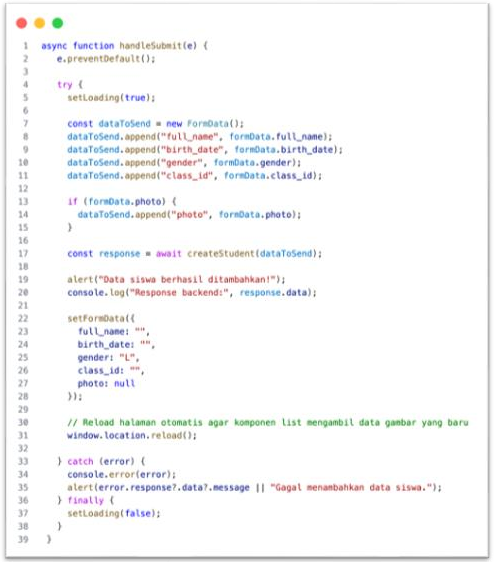 1 async function handleSubmit(e) {
2 e.preventDefault();
3
4 try {
5 setLoading(true);
6
7 const dataToSend = new FormData();
8 dataToSend.append("full_name", formData.full_name);
9 dataToSend.append("birth_date", formData.birth_date);
10 dataToSend.append("gender", formData.gender);
11 dataToSend.append("class_id", formData.class_id);
12
13 if (formData.photo) {
14 dataToSend.append("photo", formData.photo);
15 }
16
17 const response = await createStudent(dataToSend);
18
19 alert("Data siswa berhasil ditambahkan!");
20 console.log("Response backend:", response.data);
21
22 setFormData({
23 full_name: "",
24 birth_date: "",
25 gender: "L",
26 class_id: "",
27 photo: null
28 });
29
30 // Reload halaman otomatis agar komponen list mengambil data gambar yang baru
31 window.location.reload();
32
33 } catch (error) {
34 console.error(error);
35 alert(error.response?.data?.message || "Gagal menambahkan data siswa.");
36 } finally {
37 setLoading(false);
38 }
39 }